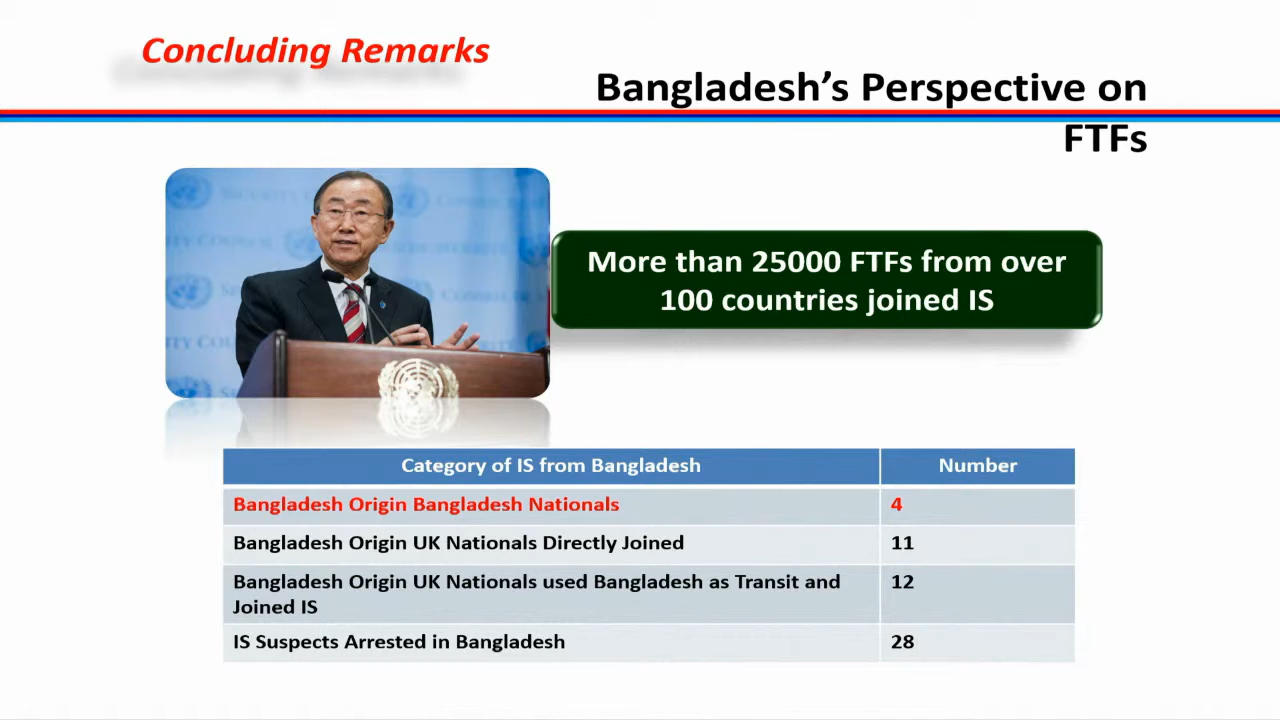 Concluding Remarks
Bangladesh's Perspective on
FTFs
More than 25000 FTFs from over
100 countries joined IS
Category of IS from Bangladesh Number
Bangladesh Origin Bangladesh Nationals 4
Bangladesh Origin UK Nationals Directly Joined 11
Bangladesh Origin UK Nationals used Bangladesh as Transit and 12
Joined IS
IS Suspects Arrested in Bangladesh 28